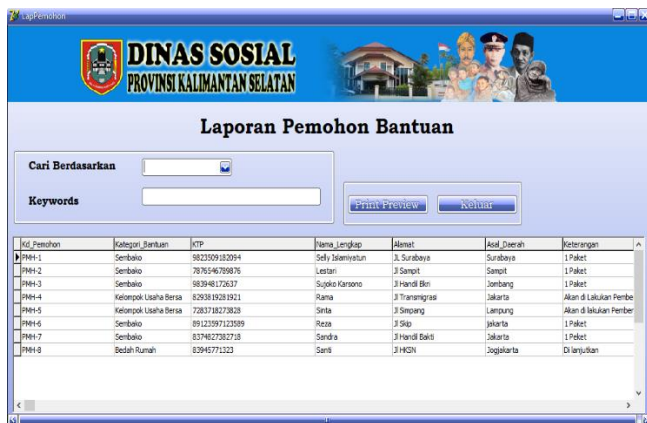 LapPemohon
DINAS SOSIAL
PROVINSI KALIMANTAN SELATAN
Laporan Pemohon Bantuan
Cari Berdasarkan
Keywords
Print Preview Keluar
Kd_Pemohon Kategori_Bantuan KTP Nama_Lengkap Alamat Asal_Daerah Keterangan
PMH-1 Sembako 9823509182094 Selly Islamiyatun JL Surabaya Surabaya 1 Paket
PMH-2 Sembako 7876546789876 Lestari Jl Sampit Sampit 1 Paket
PMH-3 Sembako 983948172637 Sujoko Karsono Jl Handil Bkri Jombang 1 Paket
PMH-4 Kelompok Usaha Bersa 8293819281921 Rama Jl Transmigrasi Jakarta Akan di Lakukan Pembe
PMH-5 Kelompok Usaha Bersa 7283718273828 Sinta Jl Simpang Lampung Akan di lakukan Pember
PMH-6 Sembako 89123597123589 Reza Jl Skip jakarta 1 Paket
PMH-7 Sembako 8374827382718 Sandra Jl Handil Bakti Jakarta 1 Peket
PMH-8 Bedah Rumah 83945771323 Santi Jl HKSN Jogjakarta Di lanjutkan